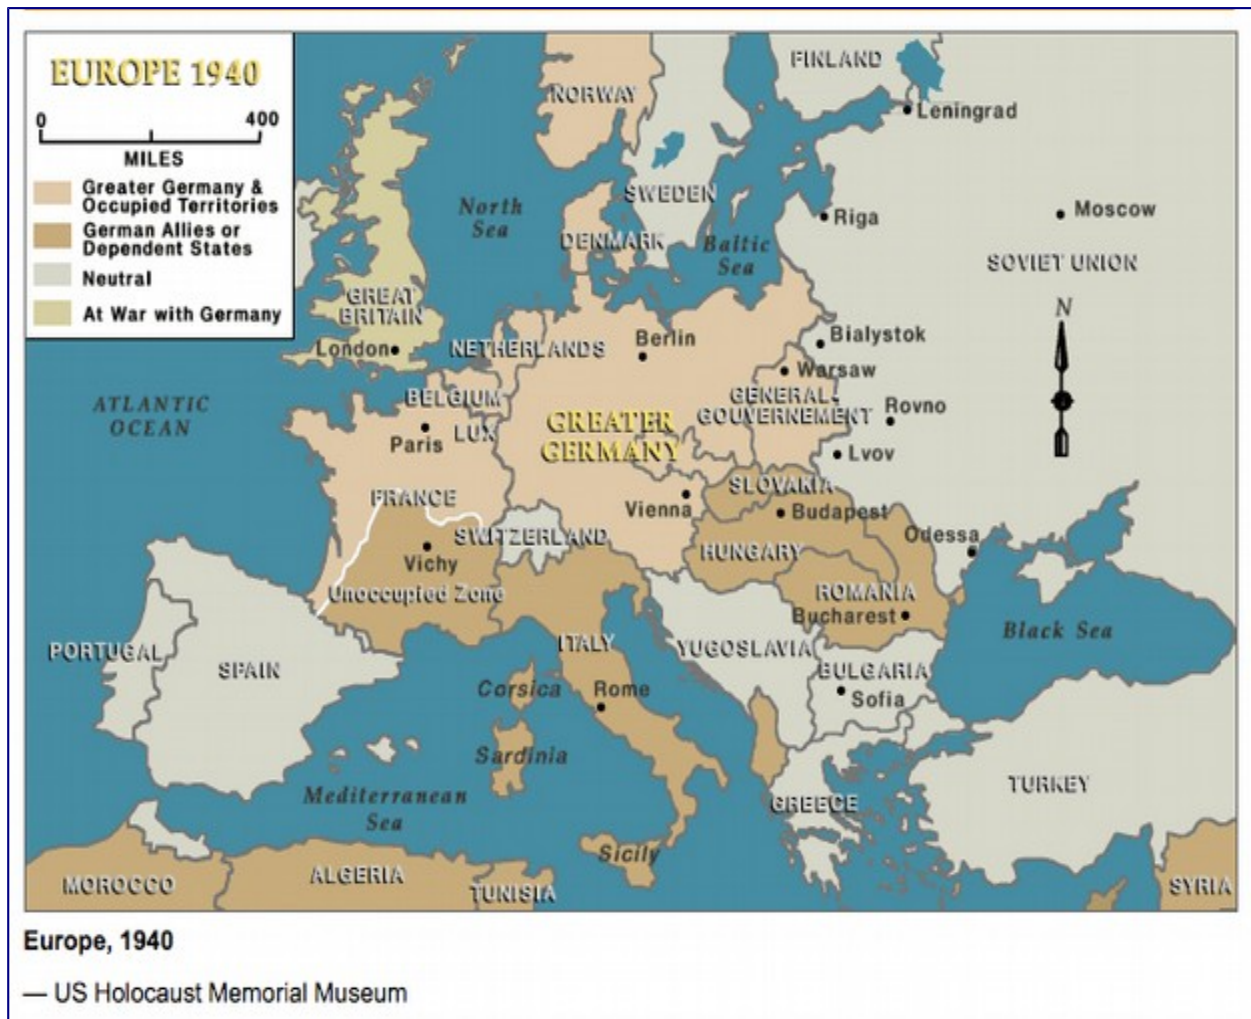 EUROPE 1940
0 400
MILES
Greater Germany &
Occupied Territories
German Allies or
Dependent States
Neutral
At War with Germany
NORWAY
FINLAND
Leningrad
SWEDEN
North
Sea
Riga
Moscow
DENMARK
Baltic
Sea
SOVIET UNION
GREAT
BRITAIN
N
London
NETHERLANDS
Berlin
Bialystok
Warsaw
ATLANTIC
OCEAN
BELGIUM
GENERAL
GOUVERNEMENT
Rovno
Paris
LUX
GREATER
GERMANY
Lvov
FRANCE
Vienna
SLOVAKIA
Budapest
SWITZERLAND
Odessa
Vichy
HUNGARY
Unoccupied Zone
ROMANIA
Bucharest
Black Sea
PORTUGAL
SPAIN
ITALY
YUGOSLAVIA
BULGARIA
Sofia
Corsica
Rome
Sardinia
Mediterranean
Sea
GREECE
TURKEY
Sicily
MOROCCO
ALGERIA
TUNISIA
SYRIA
Europe, 1940
— US Holocaust Memorial Museum